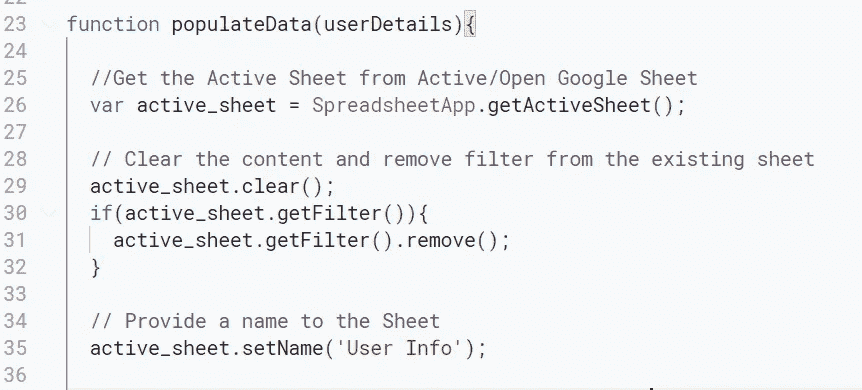 23 function populateData(userDetails){
24
25 //Get the Active Sheet from Active/Open Google Sheet
26 var active_sheet = SpreadsheetApp.getActiveSheet();
27
28 // Clear the content and remove filter from the existing sheet
29 active_sheet.clear();
30 if(active_sheet.getFilter()){
31 active_sheet.getFilter().remove();
32 }
33
34 // Provide a name to the Sheet
35 active_sheet.setName('User Info');
36